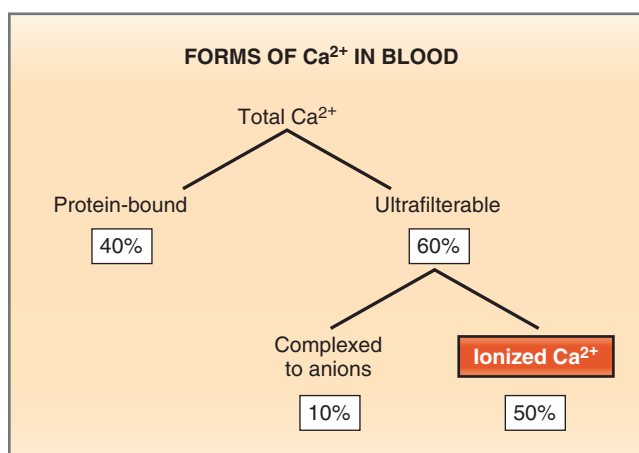 FORMS OF Ca²⁺ IN BLOOD
Total Ca²⁺
Protein-bound
Ultrafilterable
40%
60%
Complexed
to anions
Ionized Ca²⁺
10%
50%